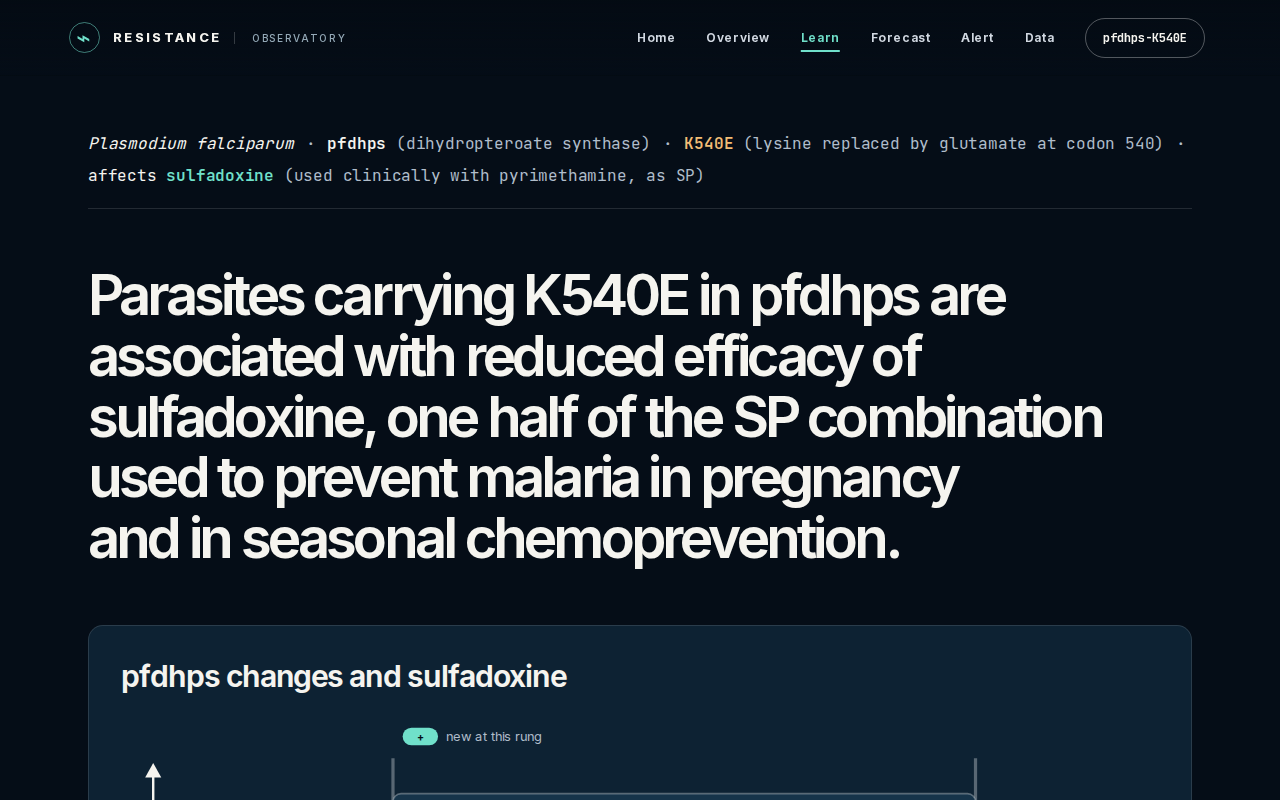 RESISTANCE OBSERVATORY Home Overview Learn Forecast Alert Data pfdhps-K540E
Plasmodium falciparum · pfdhps (dihydropteroate synthase) · K540E (lysine replaced by glutamate at codon 540) ·
affects sulfadoxine (used clinically with pyrimethamine, as SP)
Parasites carrying K540E in pfdhps are
associated with reduced efficacy of
sulfadoxine, one half of the SP combination
used to prevent malaria in pregnancy
and in seasonal chemoprevention.
pfdhps changes and sulfadoxine
+ new at this rung